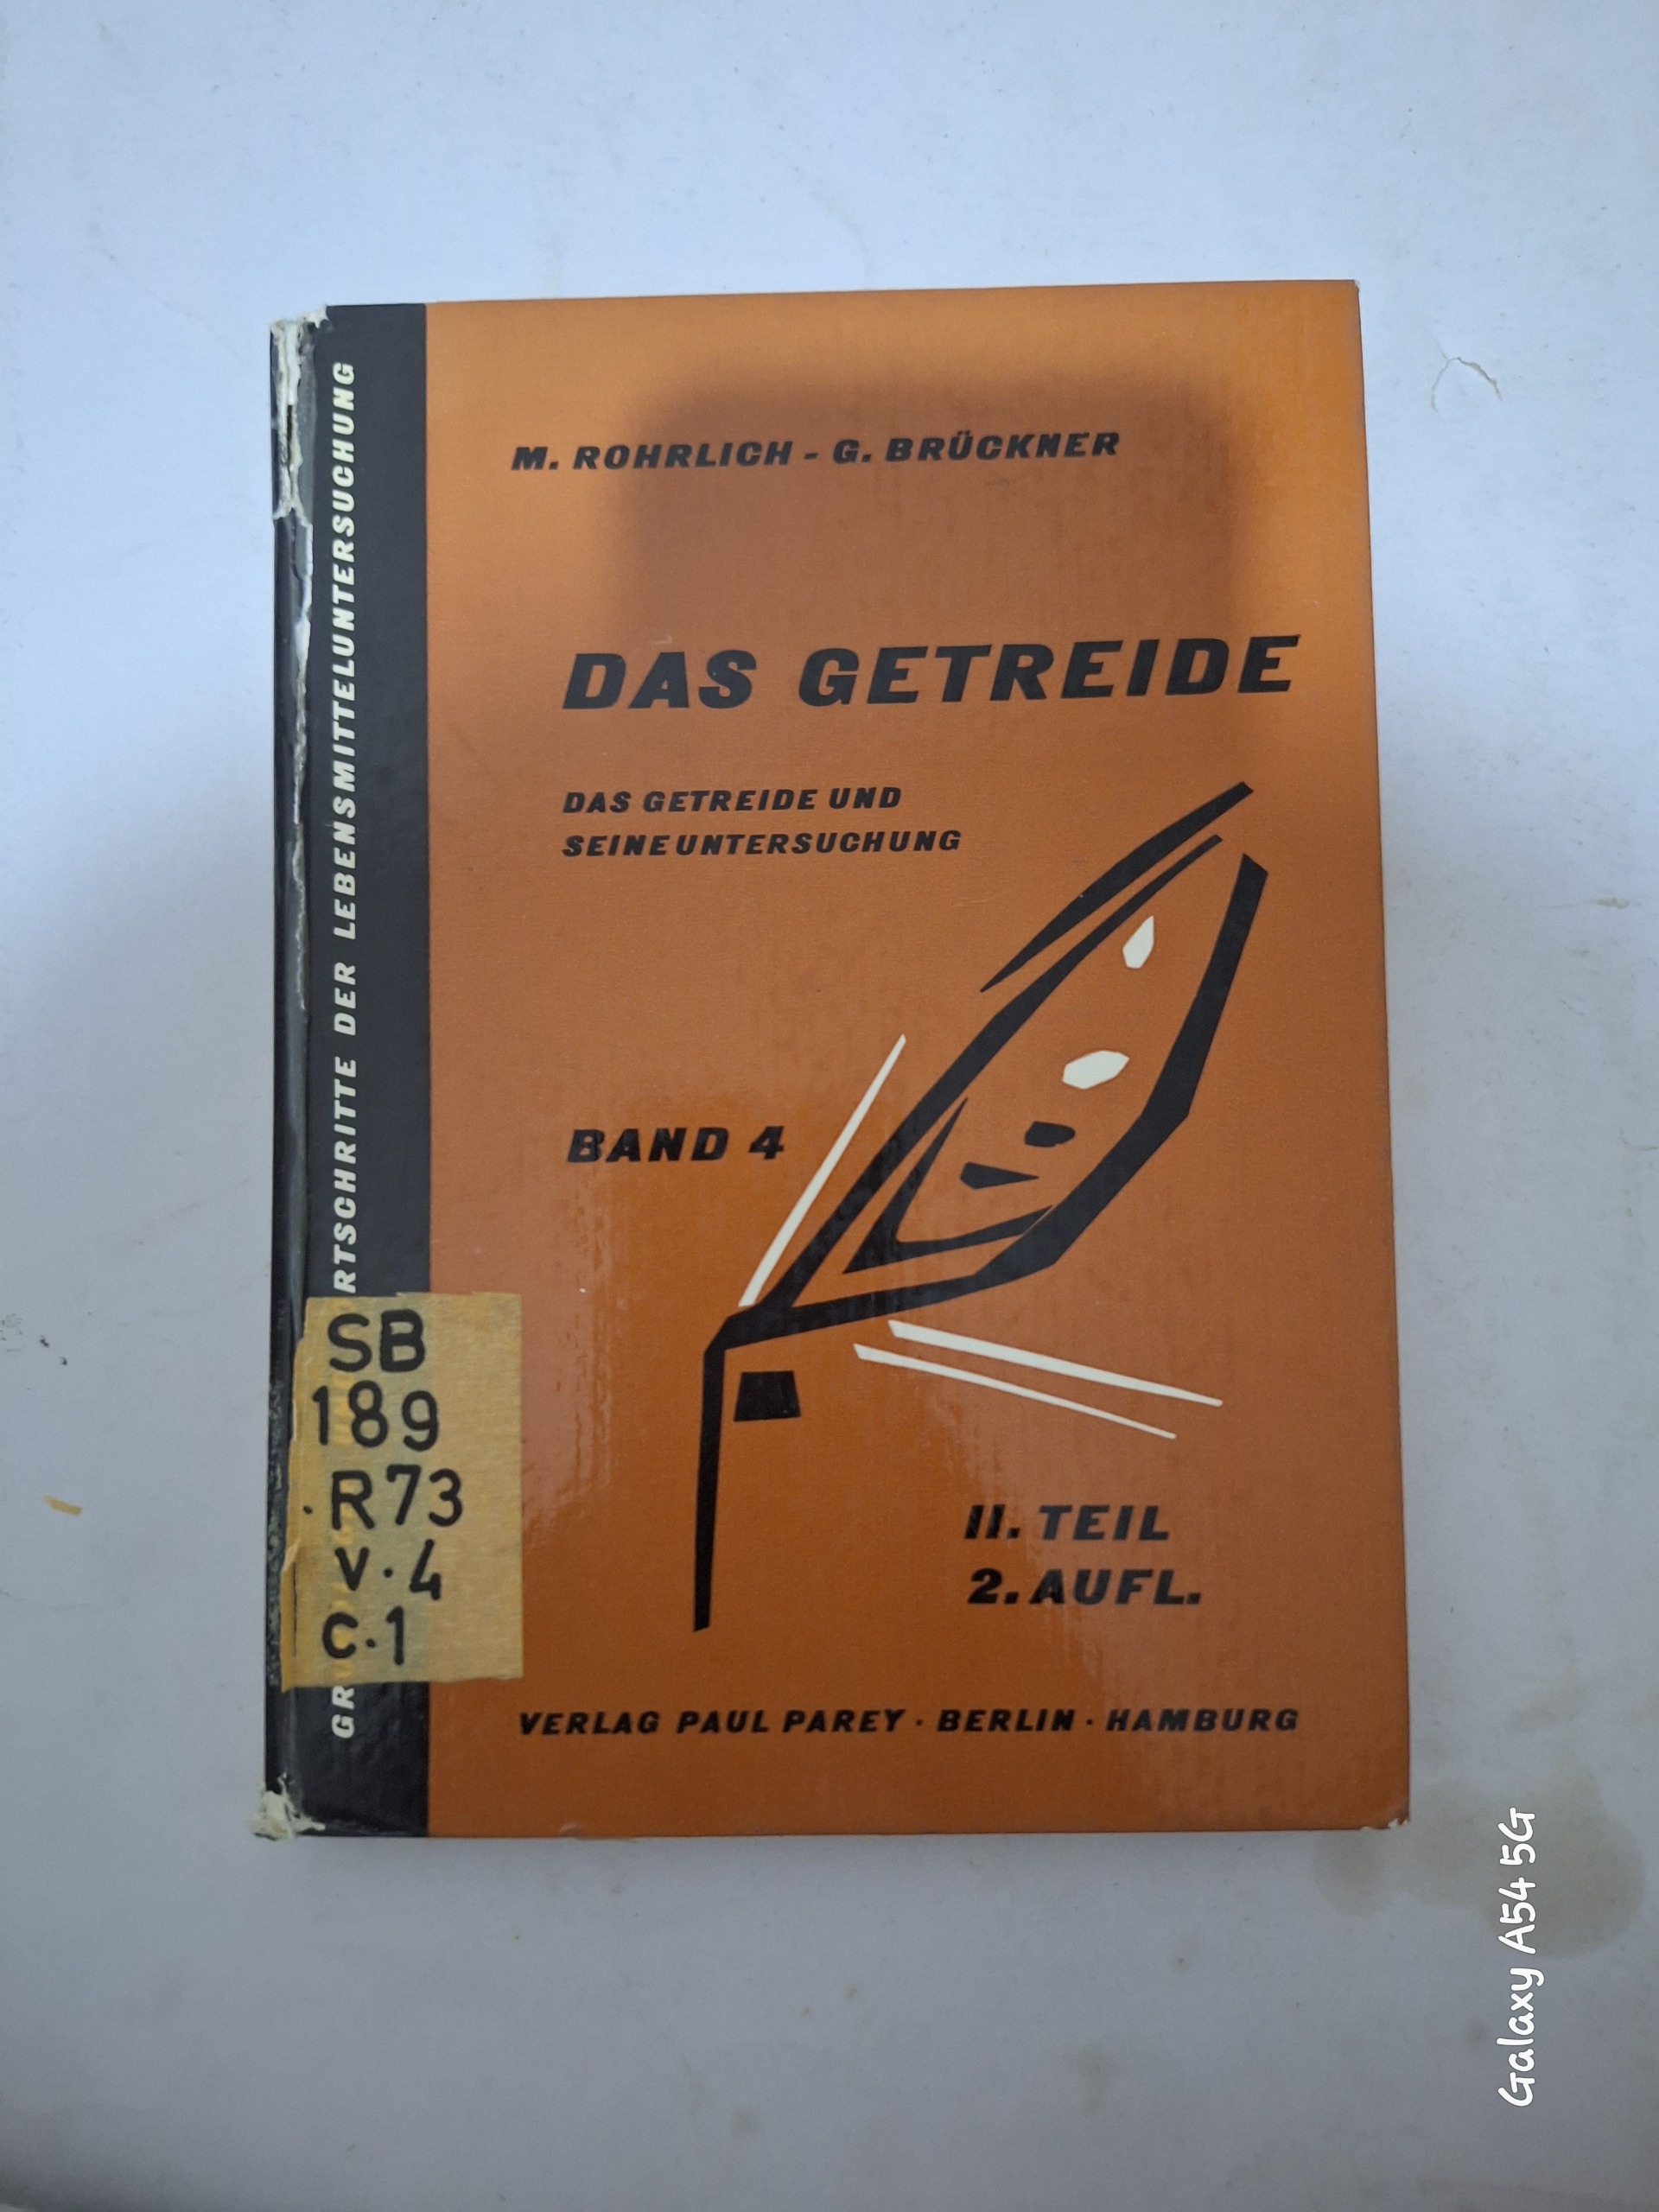 M. ROHRLICH - G. BRÜCKNER
DAS GETREIDE
DAS GETREIDE UND
SEINE UNTERSUCHUNG
BAND 4
II. TEIL
2. AUFL.
VERLAG PAUL PAREY · BERLIN · HAMBURG
RTSCHRITTE DER LEBENSMITTELUNTERSUCHUNG
SB
189
.R73
V.4
C.1
Galaxy A54 5G